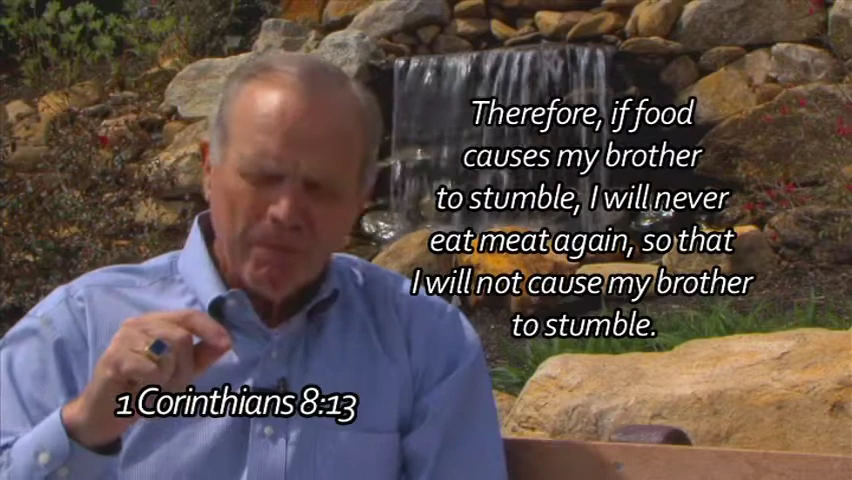 Therefore, if food
causes my brother
to stumble, I will never
eat meat again, so that
I will not cause my brother
to stumble.
1 Corinthians 8:13